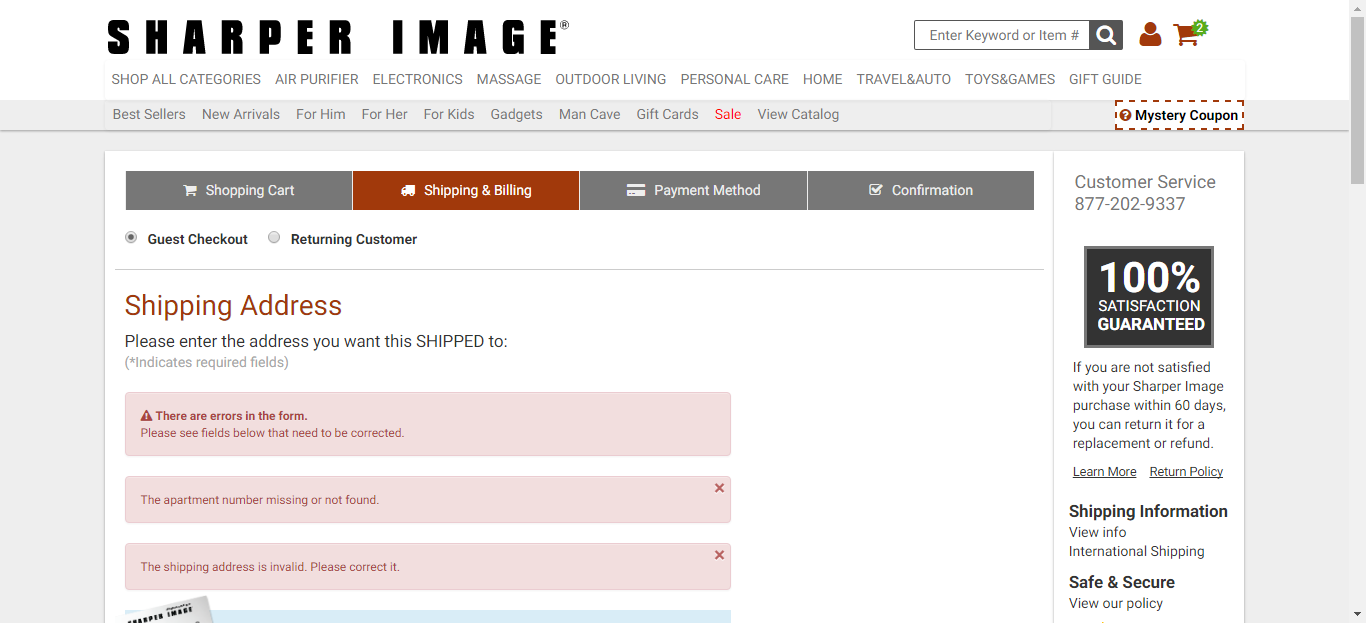 SHARPER IMAGE®
Enter Keyword or Item #
2
SHOP ALL CATEGORIES AIR PURIFIER ELECTRONICS MASSAGE OUTDOOR LIVING PERSONAL CARE HOME TRAVEL&AUTO TOYS&GAMES GIFT GUIDE
Best Sellers New Arrivals For Him For Her For Kids Gadgets Man Cave Gift Cards Sale View Catalog
? Mystery Coupon
Shopping Cart Shipping & Billing Payment Method Confirmation
Guest Checkout Returning Customer
Shipping Address
Please enter the address you want this SHIPPED to:
(*Indicates required fields)
There are errors in the form.
Please see fields below that need to be corrected.
The apartment number missing or not found.
The shipping address is invalid. Please correct it.
SHARPER IMAGE
Customer Service
877-202-9337
100%
SATISFACTION
GUARANTEED
If you are not satisfied
with your Sharper Image
purchase within 60 days,
you can return it for a
replacement or refund.
Learn More Return Policy
Shipping Information
View info
International Shipping
Safe & Secure
View our policy